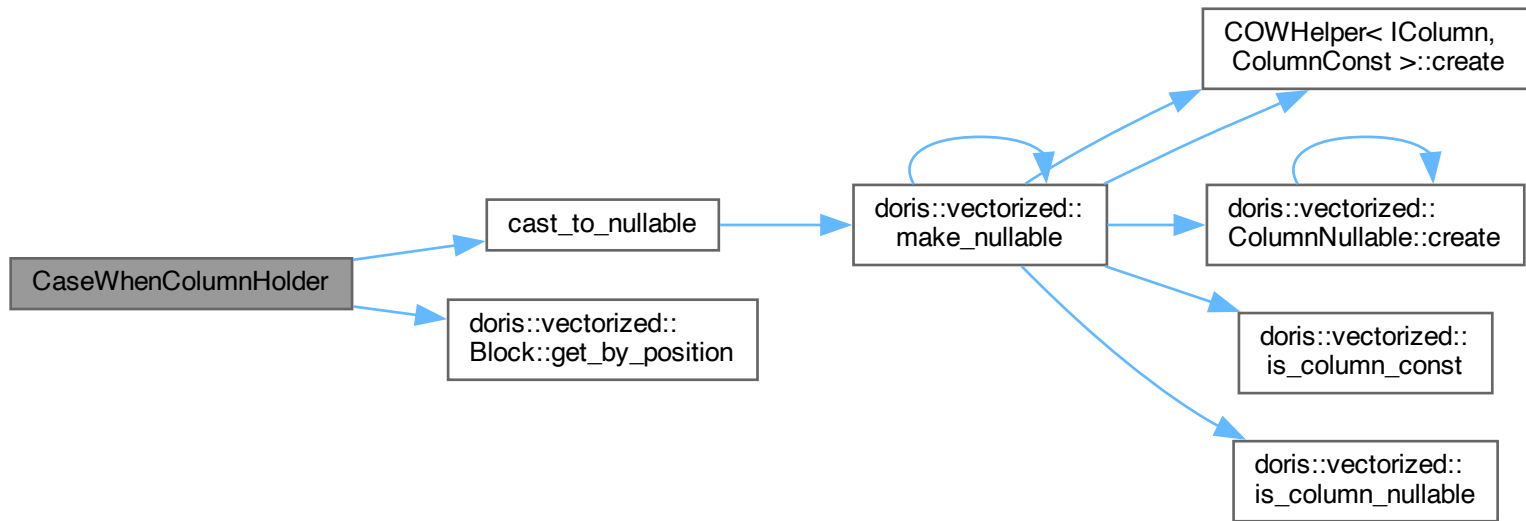 CaseWhenColumnHolder
cast_to_nullable
doris::vectorized::
Block::get_by_position
doris::vectorized::
make_nullable
COWHelper< IColumn,
ColumnConst >::create
doris::vectorized::
ColumnNullable::create
doris::vectorized::
is_column_const
doris::vectorized::
is_column_nullable